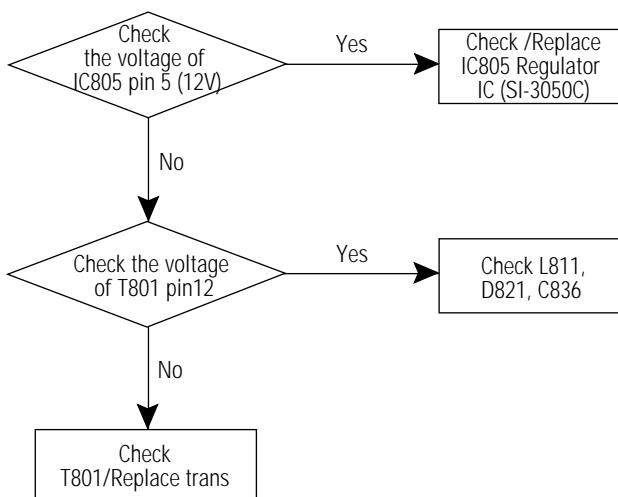 Check
the voltage of
IC805 pin 5 (12V)
Yes
Check /Replace
IC805 Regulator
IC (SI-3050C)
No
Check the voltage
of T801 pin12
Yes
Check L811,
D821, C836
No
Check
T801/Replace trans